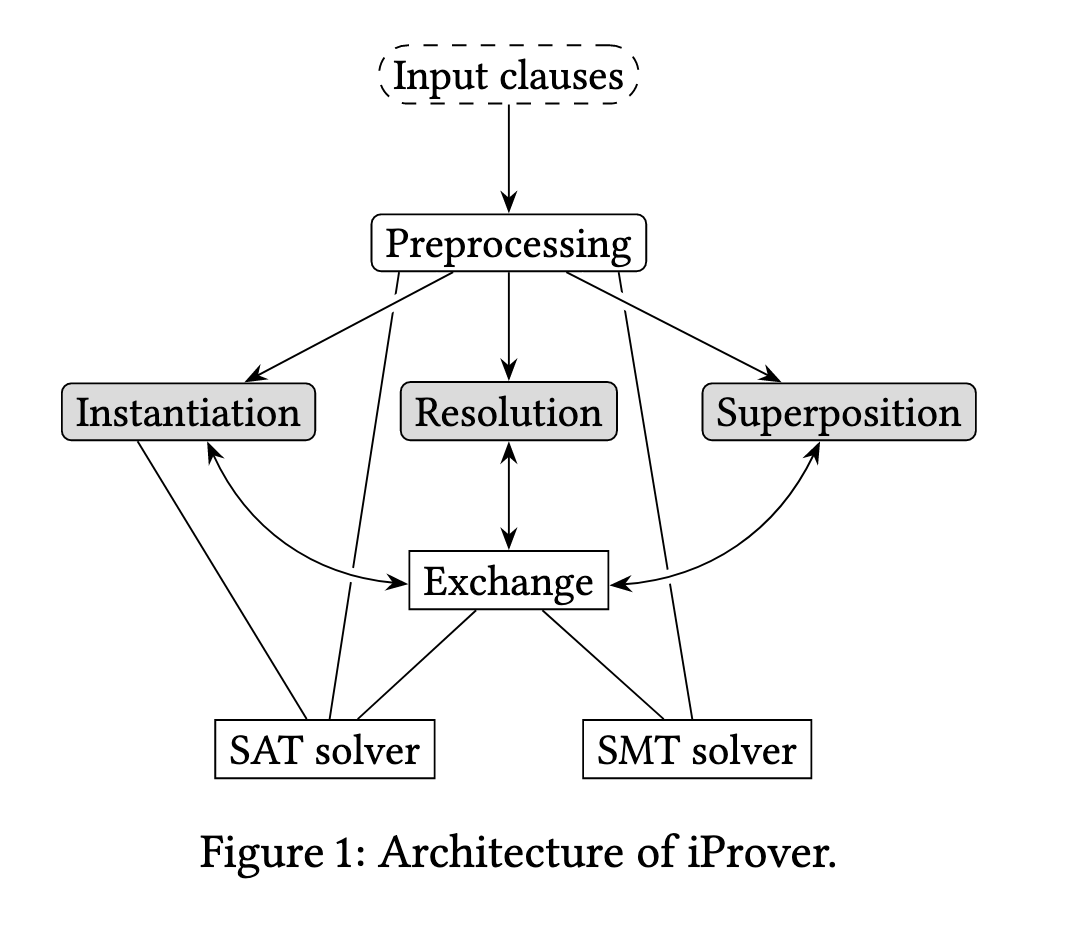 Input clauses
Preprocessing
Instantiation
Resolution
Superposition
Exchange
SAT solver
SMT solver
Figure 1: Architecture of iProver.